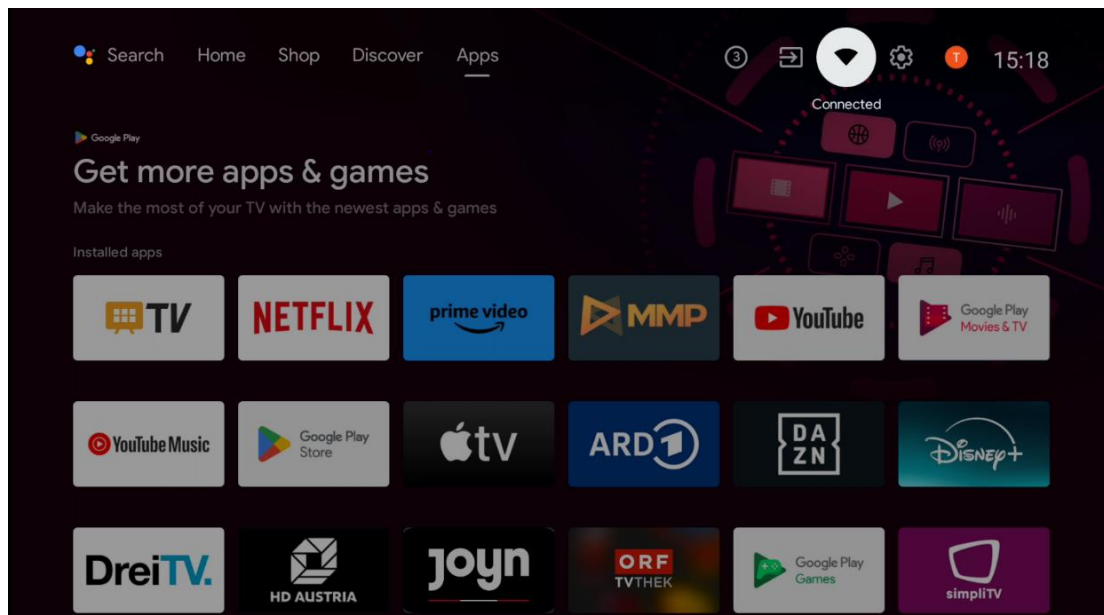 Search Home Shop Discover Apps 3 T 15:18
Connected
Google Play
Get more apps & games
Make the most of your TV with the newest apps & games
Installed apps
TV NETFLIX prime video MMP YouTube Google Play Movies & TV
YouTube Music Google Play Store tv ARD 1 DAZN Disney+
DreiTV. HD AUSTRIA JOYN ORF TVTHEK Google Play Games simpliTV